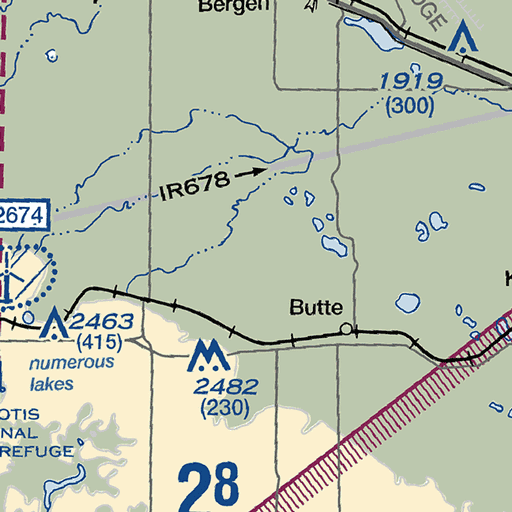 Bergen
1919
(300)
IR678
2674
Butte
2463
(415)
numerous
lakes
2482
(230)
OTIS
NAL
REFUGE
28